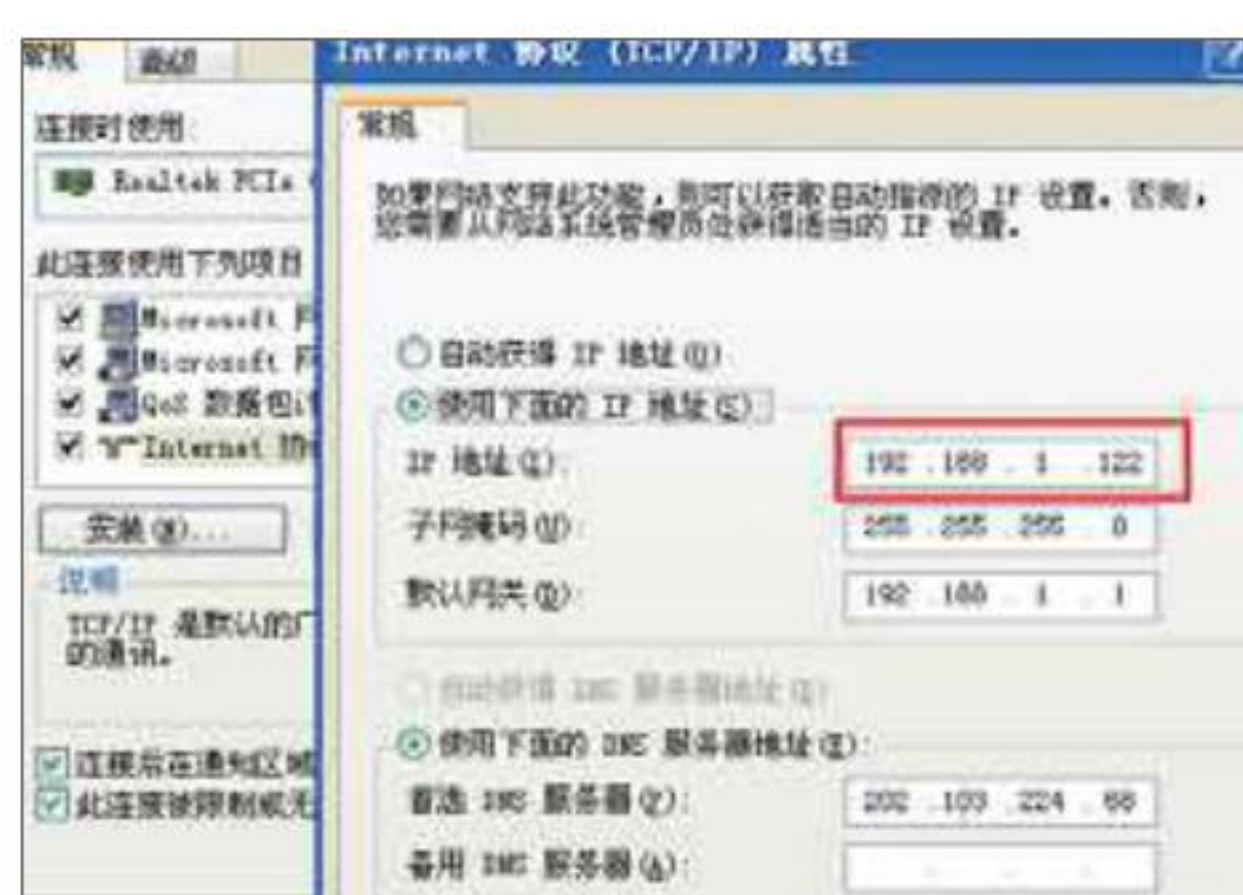 常规
高级
连接时使用:
Realtek PCIe
此连接使用下列项目
Microsoft
Microsoft
QoS 数据包
Internet 协
安装(N)...
说明
TCP/IP 是默认的广
的通讯。
连接后在通知区域
此连接被限制或无
Internet 协议 (TCP/IP) 属性
常规
如果网络支持此功能,则可以获取自动指派的 IP 设置。否则,
您需要从网络系统管理员处获得适当的 IP 设置。
自动获得 IP 地址(O)
使用下面的 IP 地址(S)
IP 地址(I):
192 .168 . 1 .122
子网掩码(U):
255 .255 .255 . 0
默认网关(D):
192 .168 . 1 . 1
自动获得 DNS 服务器地址(B)
使用下面的 DNS 服务器地址(E):
首选 DNS 服务器(P):
202 .103 .224 . 68
备用 DNS 服务器(A):